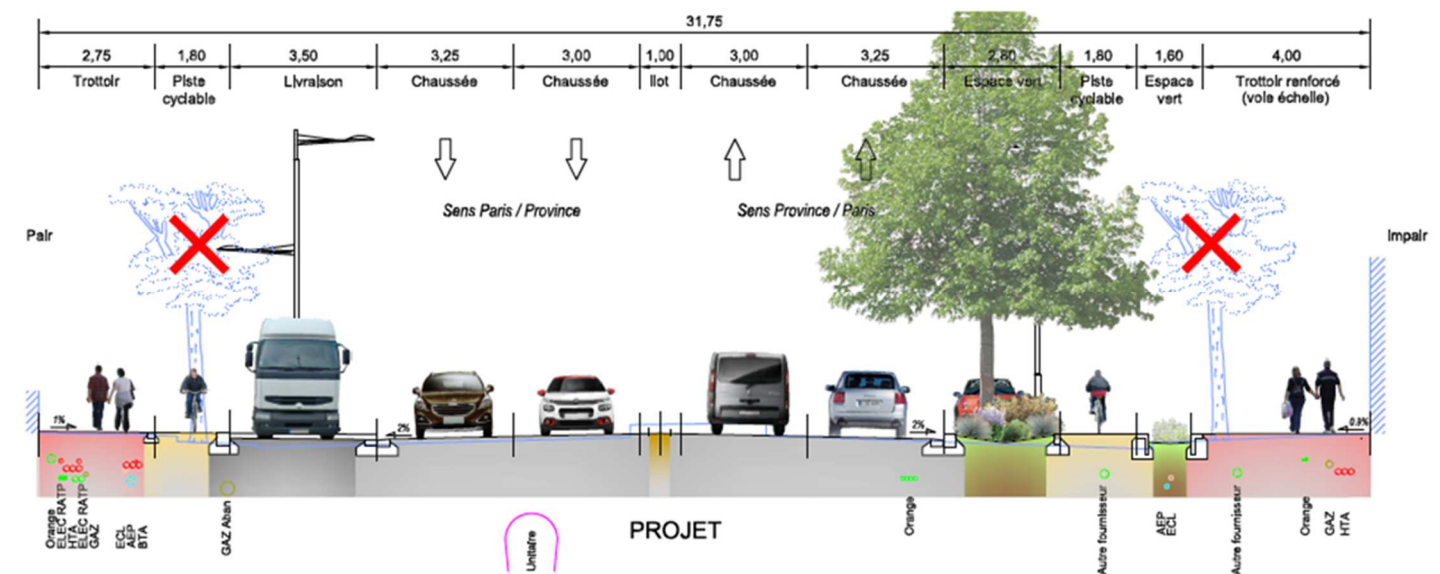 31,75
2,75
1,80
3,50
3,25
3,00
1,00
3,00
3,25
2,80
1,80
1,60
4,00
Trottoir
Piste
cyclable
Livraison
Chaussée
Chaussée
Ilot
Chaussée
Chaussée
Espace vert
Piste
cyclable
Espace
vert
Trottoir renforcé
(voie échelle)
Sens Paris / Province
Sens Province / Paris
Pair
Impair
1%
2%
2%
0.9%
Orange
ELEC RATP
HTA
ELEC RATP
GAZ
ECL
AEP
BTA
GAZ Aban
Unitaire
PROJET
Orange
Autre fournisseur
AEP
ECL
Autre fournisseur
Orange
GAZ
HTA